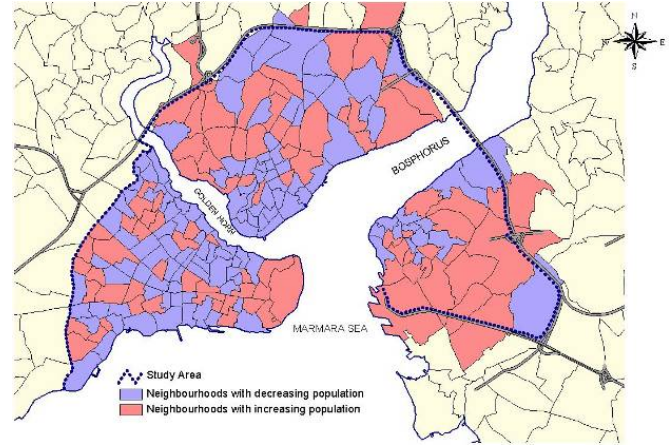 N
W
E
S
BOSPHORUS
GOLDEN HORN
MARMARA SEA
Study Area
Neighbourhoods with decreasing population
Neighbourhoods with increasing population